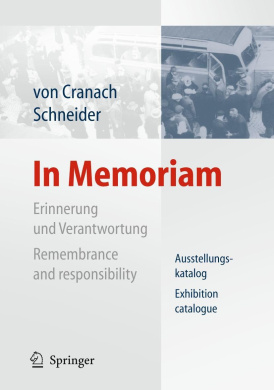 von Cranach
Schneider
In Memoriam
Erinnerung
und Verantwortung
Remembrance
and responsibility
Ausstellungs-
katalog
Exhibition
catalogue
Springer